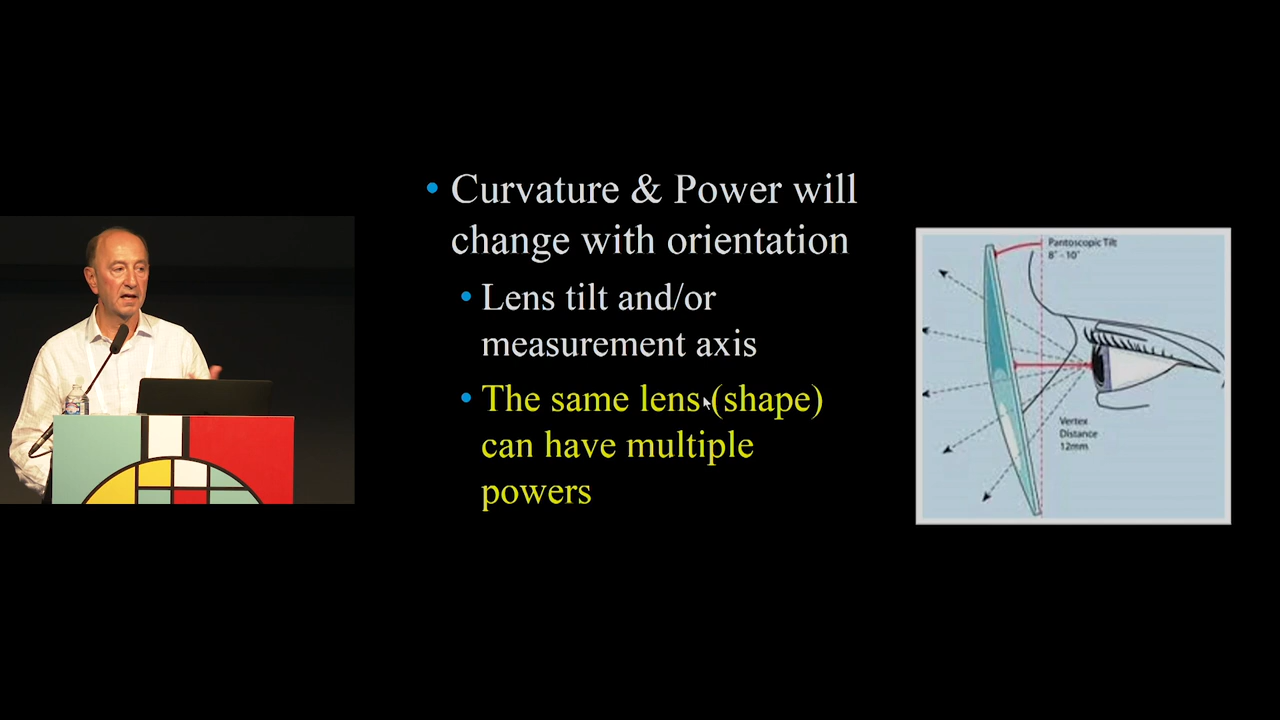 • Curvature & Power will
change with orientation
• Lens tilt and/or
measurement axis
• The same lens (shape)
can have multiple
powers
Pantoscopic Tilt
8° - 10°
Vertex
Distance
12mm